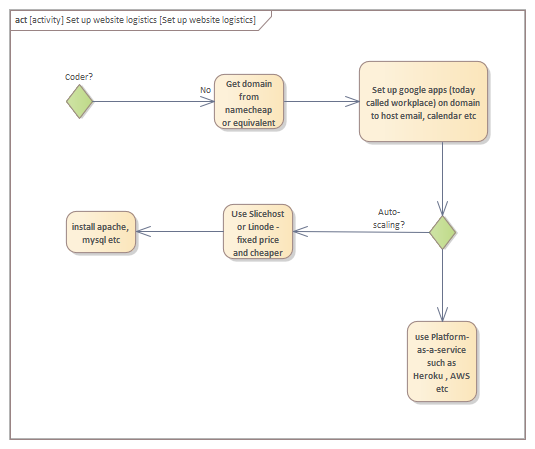 act [activity] Set up website logistics [Set up website logistics]
Coder?
No
Get domain
from
namecheap
or equivalent
Set up google apps (today
called workplace) on domain
to host email, calendar etc
install apache,
mysql etc
Use Slicehost
or Linode -
fixed price
and cheaper
Auto-
scaling?
use Platform-
as-a-service
such as
Heroku , AWS
etc